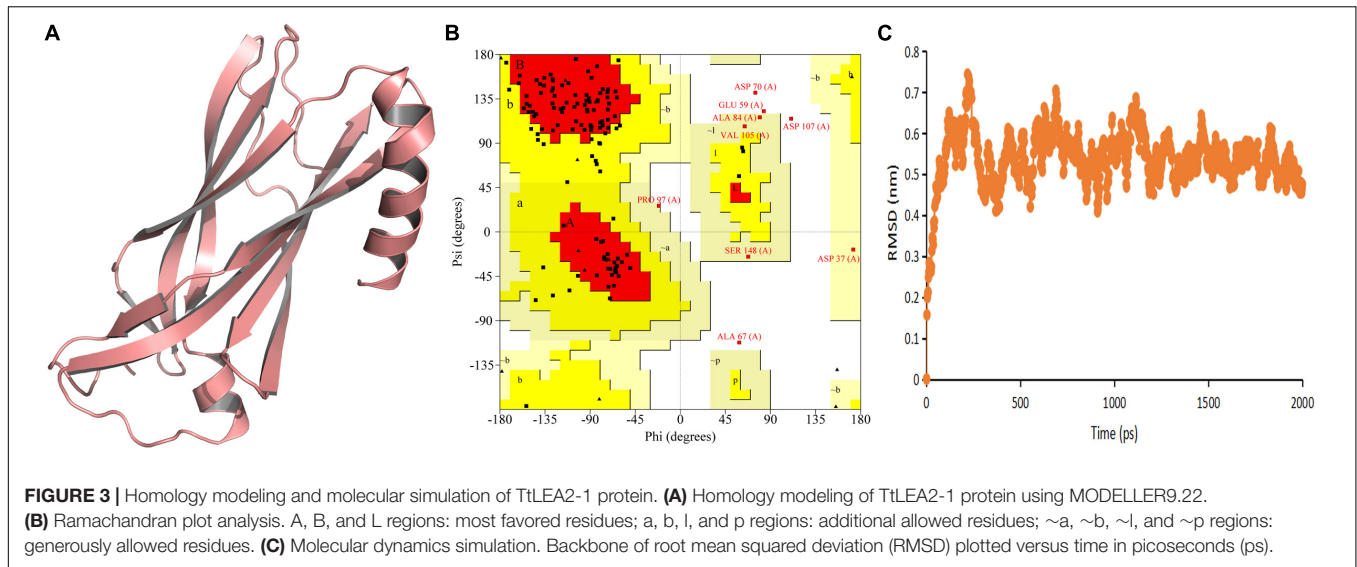 A
B
C
180
135
90
45
0
-45
-90
-135
-180
-135
-90
-45
0
45
90
135
180
Psi (degrees)
Phi (degrees)
B
~b
b
b
ASP 70 (A)
GLU 59 (A)
ALA 84 (A)
ASP 107 (A)
~b
~l
VAL 105 (A)
l
L
a
PRO 97 (A)
A
~a
SER 148 (A)
ASP 37 (A)
ALA 67 (A)
~b
~p
b
p
~b
0.8
0.7
0.6
0.5
0.4
0.3
0.2
0.1
0
RMSD (nm)
0
500
1000
1500
2000
Time (ps)
FIGURE 3 | Homology modeling and molecular simulation of TtLEA2-1 protein. (A) Homology modeling of TtLEA2-1 protein using MODELLER9.22.
(B) Ramachandran plot analysis. A, B, and L regions: most favored residues; a, b, l, and p regions: additional allowed residues; ~a, ~b, ~l, and ~p regions:
generously allowed residues. (C) Molecular dynamics simulation. Backbone of root mean squared deviation (RMSD) plotted versus time in picoseconds (ps).